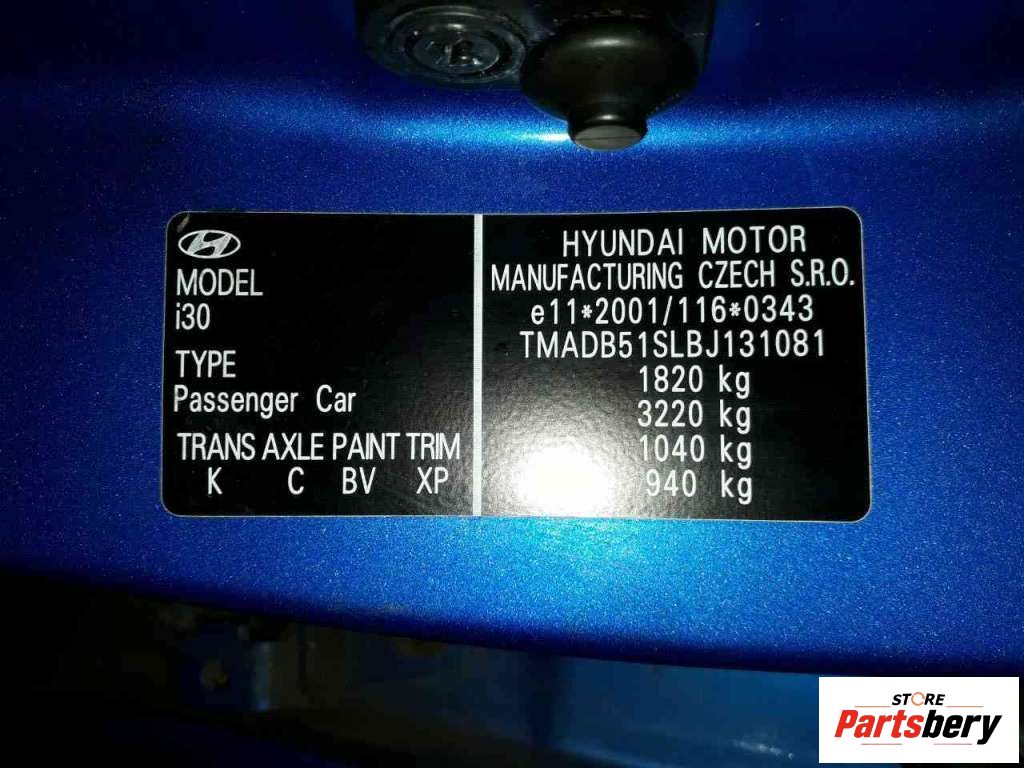 MODEL
i30
TYPE
Passenger Car
TRANS AXLE PAINT TRIM
K C BV XP
HYUNDAI MOTOR
MANUFACTURING CZECH S.R.O.
e11*2001/116*0343
TMADB51SLBJ131081
1820 kg
3220 kg
1040 kg
940 kg
STORE
Partsbery